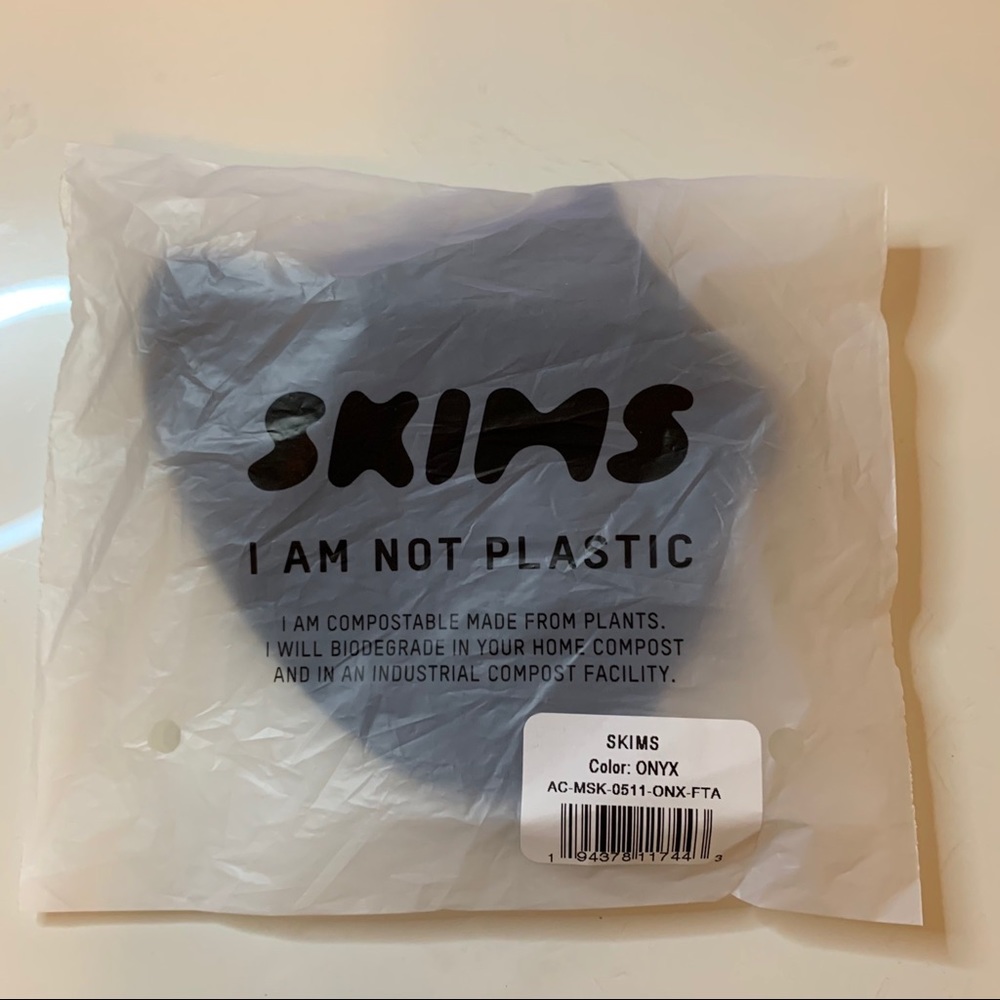 SKIMS
I AM NOT PLASTIC
I AM COMPOSTABLE MADE FROM PLANTS.
I WILL BIODEGRADE IN YOUR HOME COMPOST
AND IN AN INDUSTRIAL COMPOST FACILITY.
SKIMS
Color: ONYX
AC-MSK-0511-ONX-FTA
1 94378 11744 3